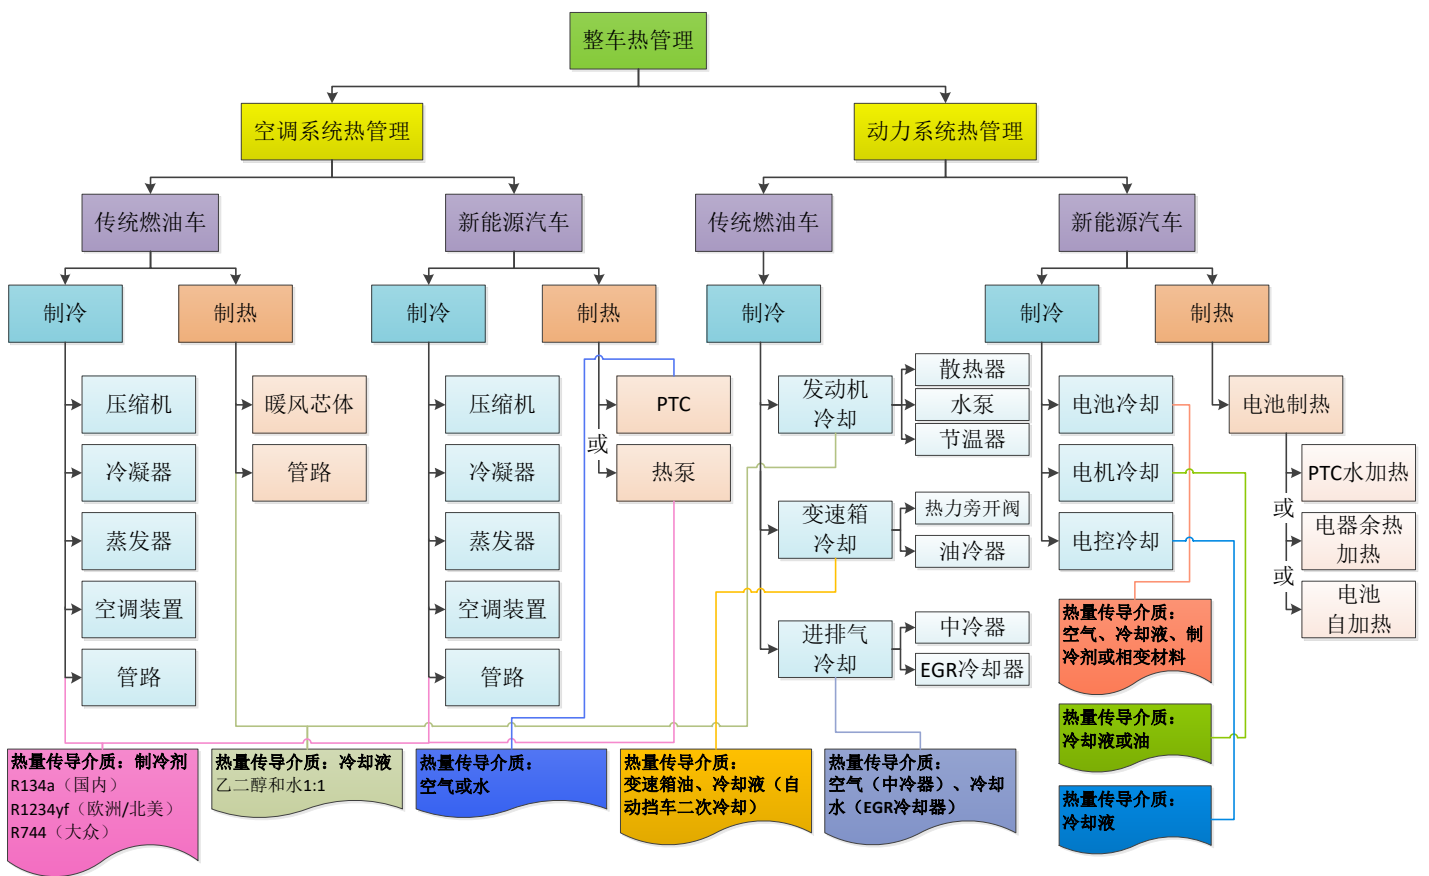 整车热管理
空调系统热管理
动力系统热管理
传统燃油车
新能源汽车
传统燃油车
新能源汽车
制冷
制热
制冷
制热
制冷
制冷
制热
压缩机
冷凝器
蒸发器
空调装置
管路
暖风芯体
管路
压缩机
冷凝器
蒸发器
空调装置
管路
PTC
或
热泵
发动机
冷却
散热器
水泵
节温器
变速箱
冷却
热力旁开阀
油冷器
进排气
冷却
中冷器
EGR冷却器
电池冷却
电机冷却
电控冷却
电池制热
PTC水加热
或
电器余热
加热
或
电池
自加热
热量传导介质：
空气、冷却液、制
冷剂或相变材料
热量传导介质：
冷却液或油
热量传导介质：
冷却液
热量传导介质：制冷剂
R134a（国内）
R1234yf（欧洲/北美）
R744（大众）
热量传导介质：冷却液
乙二醇和水1:1
热量传导介质：
空气或水
热量传导介质：
变速箱油、冷却液（自
动挡车二次冷却）
热量传导介质：
空气（中冷器）、冷却
水（EGR冷却器）